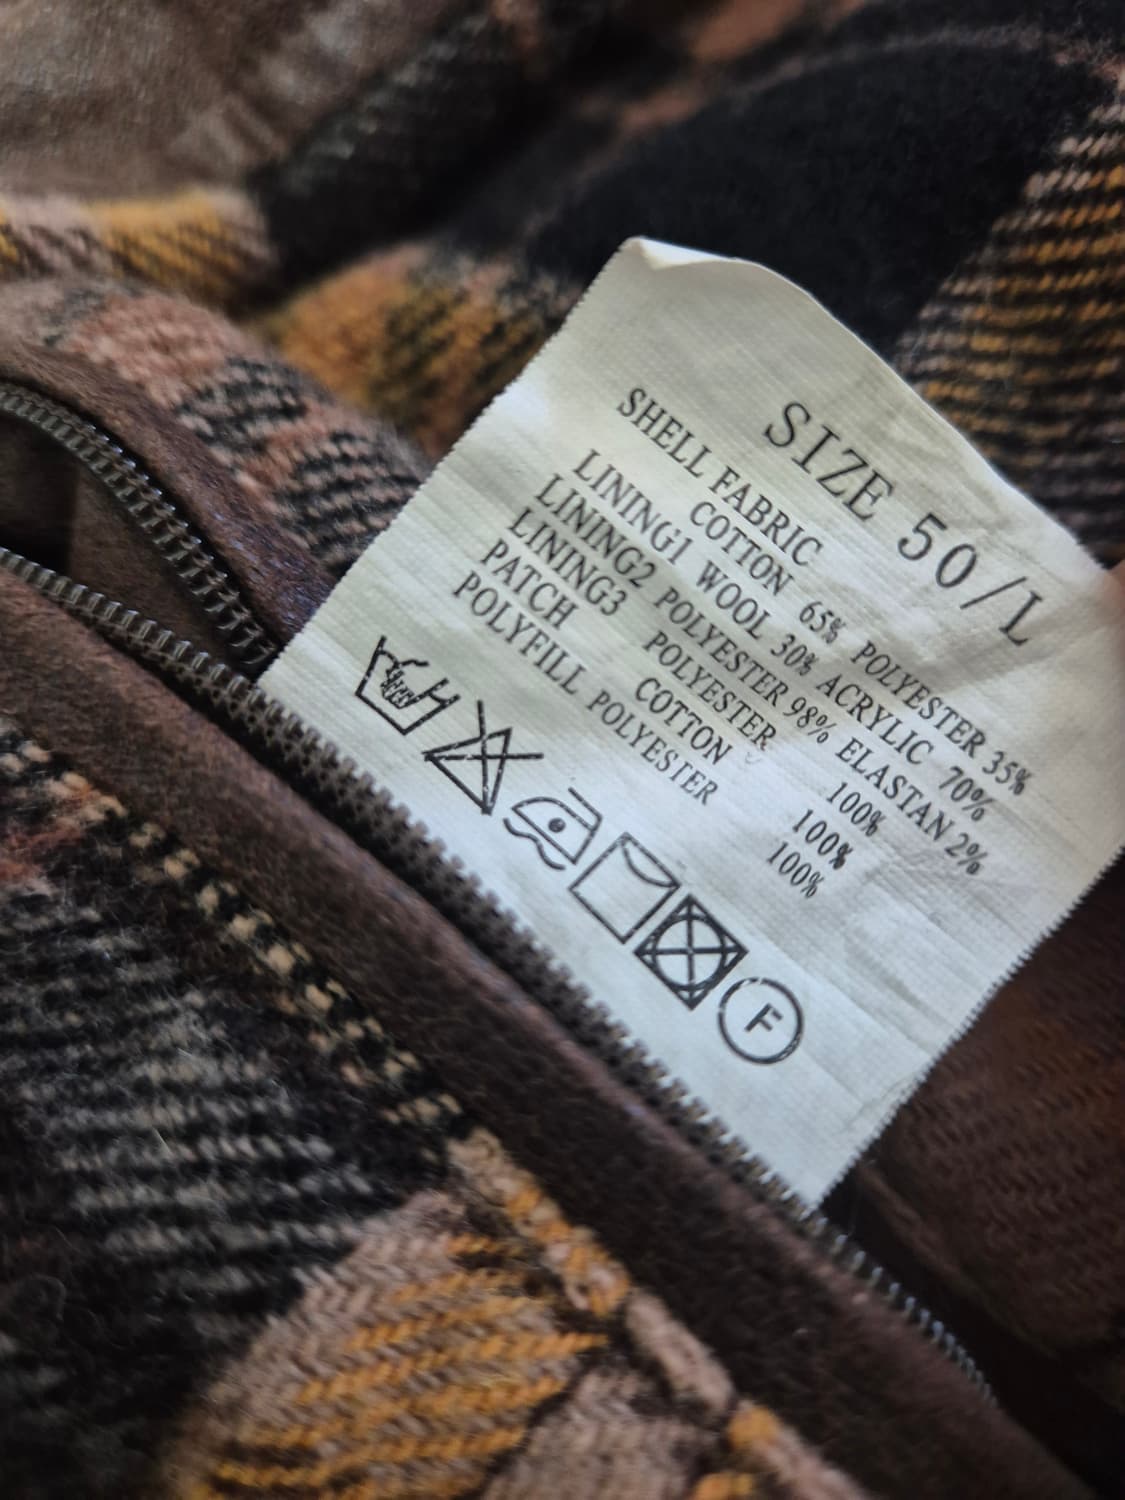 SIZE 50/L
SHELL FABRIC
COTTON 65% POLYESTER 35%
LINING1 WOOL 30% ACRYLIC 70%
LINING2 POLYESTER 98% ELASTAN 2%
LINING3 POLYESTER 100%
PATCH COTTON 100%
POLYFILL POLYESTER 100%
F